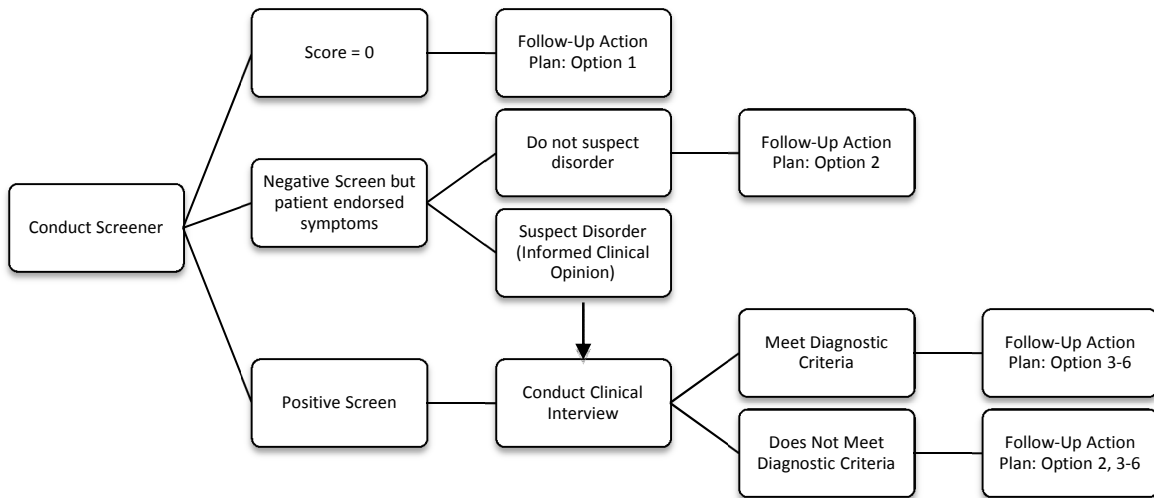 Score = 0
Follow-Up Action
Plan: Option 1
Do not suspect
disorder
Follow-Up Action
Plan: Option 2
Negative Screen but
patient endorsed
symptoms
Conduct Screener
Suspect Disorder
(Informed Clinical
Opinion)
Meet Diagnostic
Criteria
Follow-Up Action
Plan: Option 3-6
Positive Screen
Conduct Clinical
Interview
Does Not Meet
Diagnostic Criteria
Follow-Up Action
Plan: Option 2, 3-6